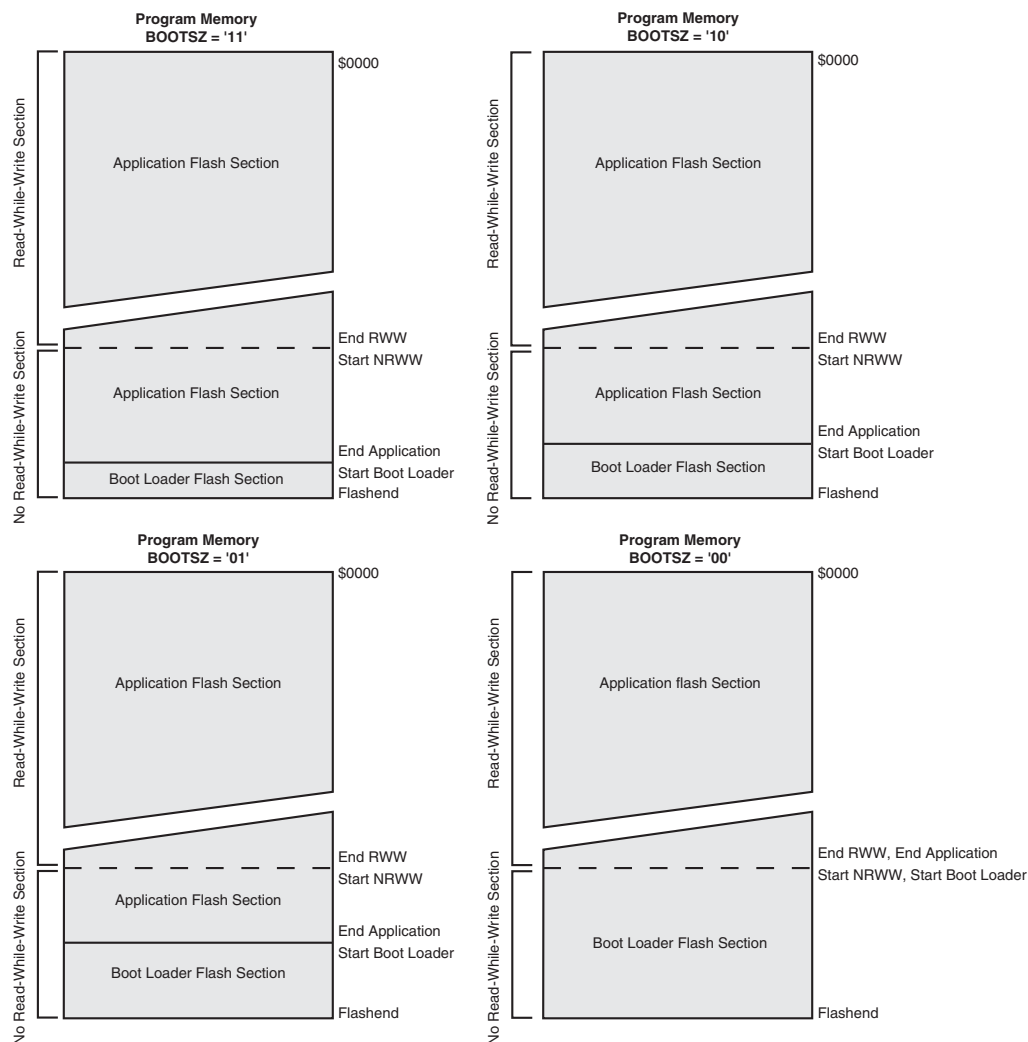 Program Memory
BOOTSZ = '11'
$0000
Read-While-Write Section
Application Flash Section
End RWW
Start NRWW
No Read-While-Write Section
Application Flash Section
End Application
Start Boot Loader
Boot Loader Flash Section
Flashend
Program Memory
BOOTSZ = '10'
$0000
Read-While-Write Section
Application Flash Section
End RWW
Start NRWW
No Read-While-Write Section
Application Flash Section
End Application
Start Boot Loader
Boot Loader Flash Section
Flashend
Program Memory
BOOTSZ = '01'
$0000
Read-While-Write Section
Application Flash Section
End RWW
Start NRWW
No Read-While-Write Section
Application Flash Section
End Application
Start Boot Loader
Boot Loader Flash Section
Flashend
Program Memory
BOOTSZ = '00'
$0000
Read-While-Write Section
Application flash Section
End RWW, End Application
Start NRWW, Start Boot Loader
No Read-While-Write Section
Boot Loader Flash Section
Flashend